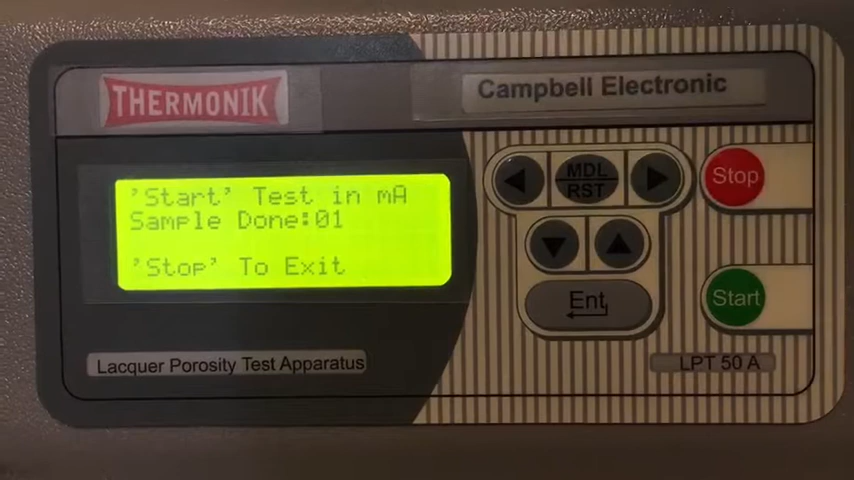 THERMONIK
Campbell Electronic
'Start' Test in mA
Sample Done:01
'Stop' To Exit
MDL
RST
Stop
Ent
Start
Lacquer Porosity Test Apparatus
LPT 50 A